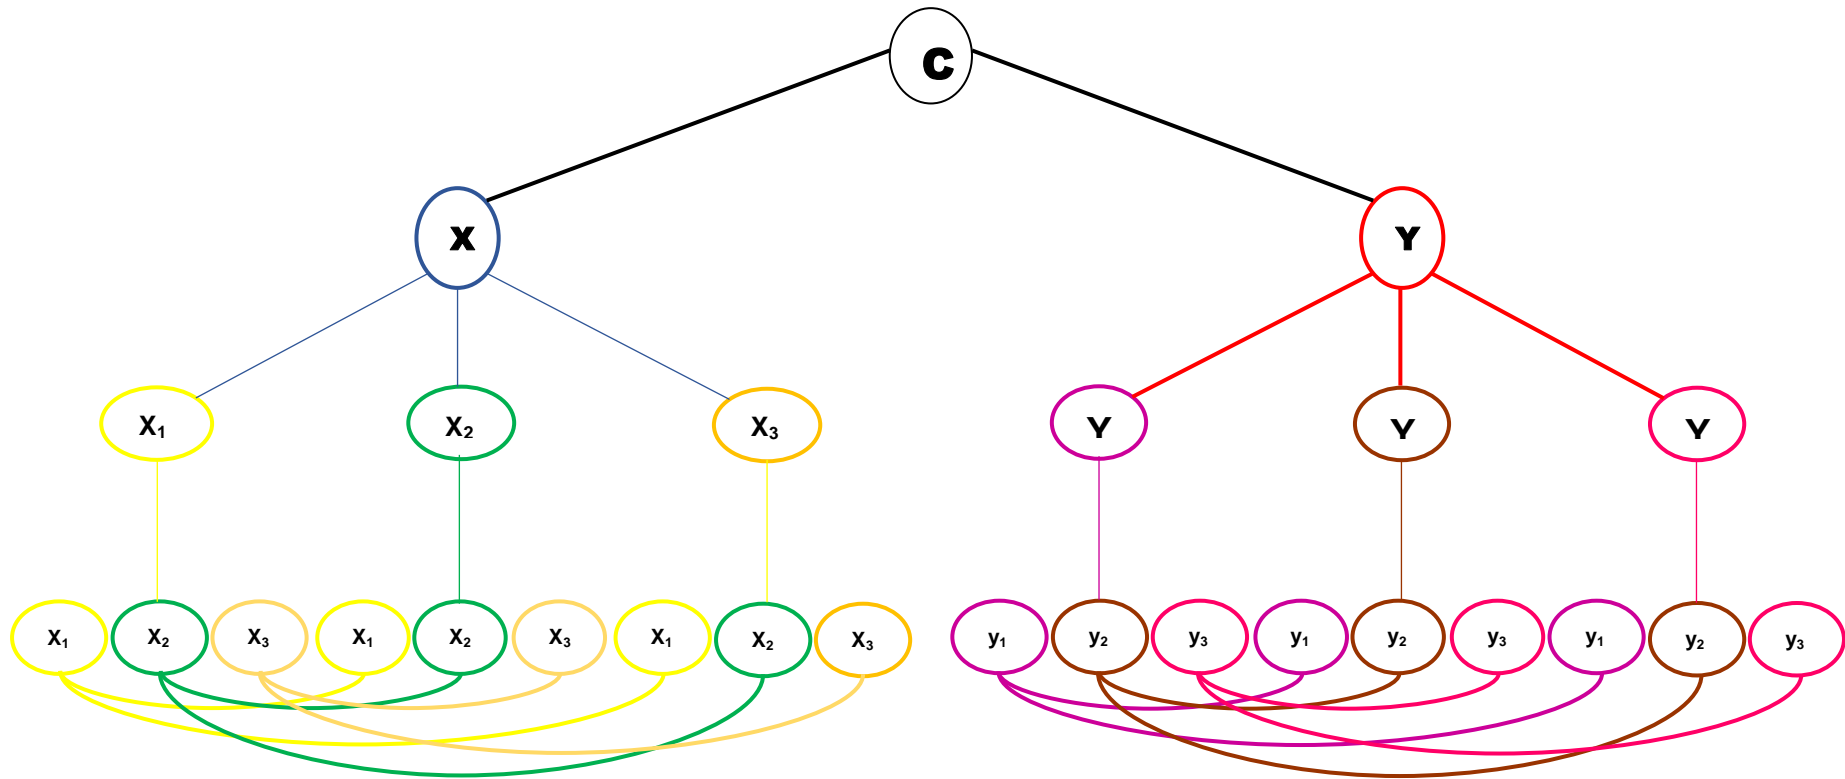 C
X Y
X₁ X₂ X₃ Y Y Y
X₁ X₂ X₃ X₁ X₂ X₃ X₁ X₂ X₃ y₁ y₂ y₃ y₁ y₂ y₃ y₁ y₂ y₃